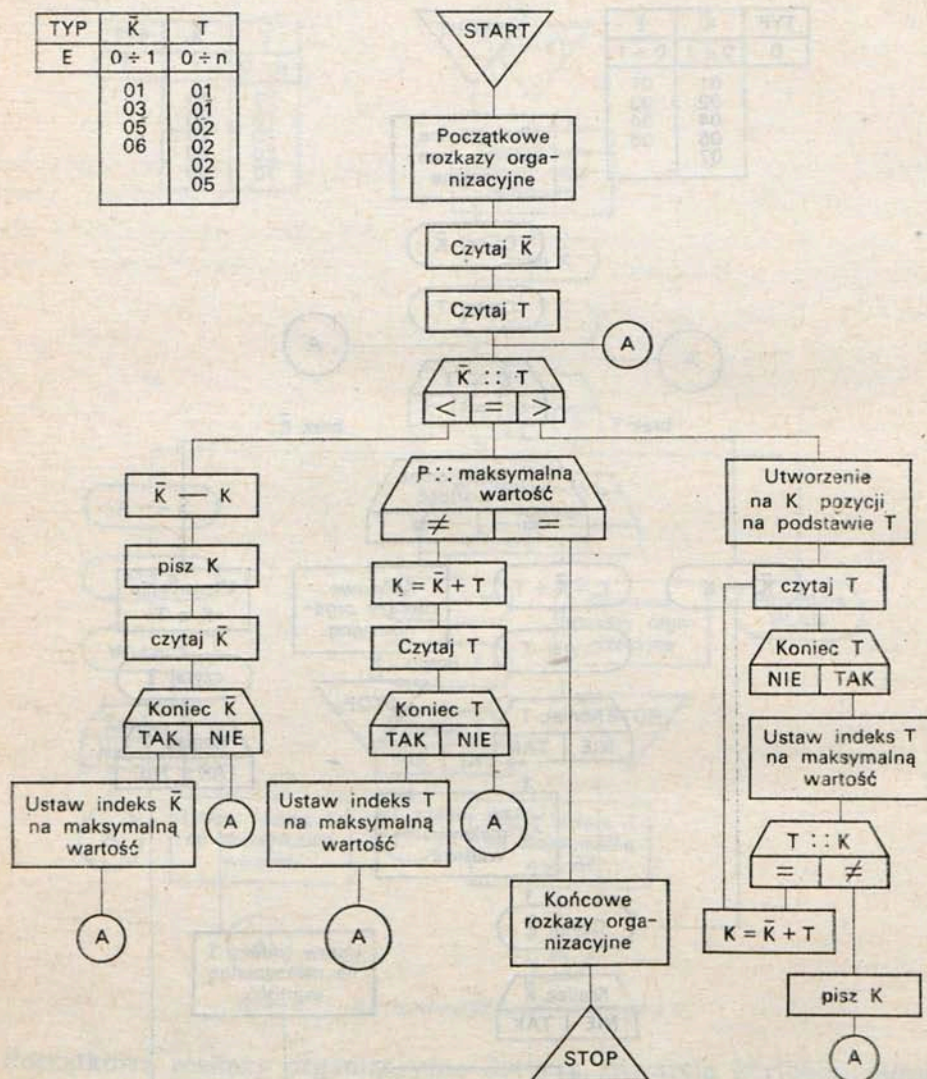 TYP K̄ T
E 0 ÷ 1 0 ÷ n
01 01
03 01
05 02
06 02
02
05
START
Początkowe
rozkazy orga-
nizacyjne
Czytaj K̄
Czytaj T
A
K̄ :: T
< = >
K̄ — K
pisz K
czytaj K̄
Koniec K̄
TAK NIE
Ustaw indeks K̄
na maksymalną
wartość
A
A
P :: maksymalna
wartość
≠ =
K = K̄ + T
Czytaj T
Koniec T
TAK NIE
Ustaw indeks T
na maksymalną
wartość
A
A
Końcowe
rozkazy orga-
nizacyjne
STOP
Utworzenie
na K pozycji
na podstawie T
czytaj T
Koniec T
NIE TAK
Ustaw indeks T
na maksymalną
wartość
T :: K
= ≠
K = K̄ + T
pisz K
A